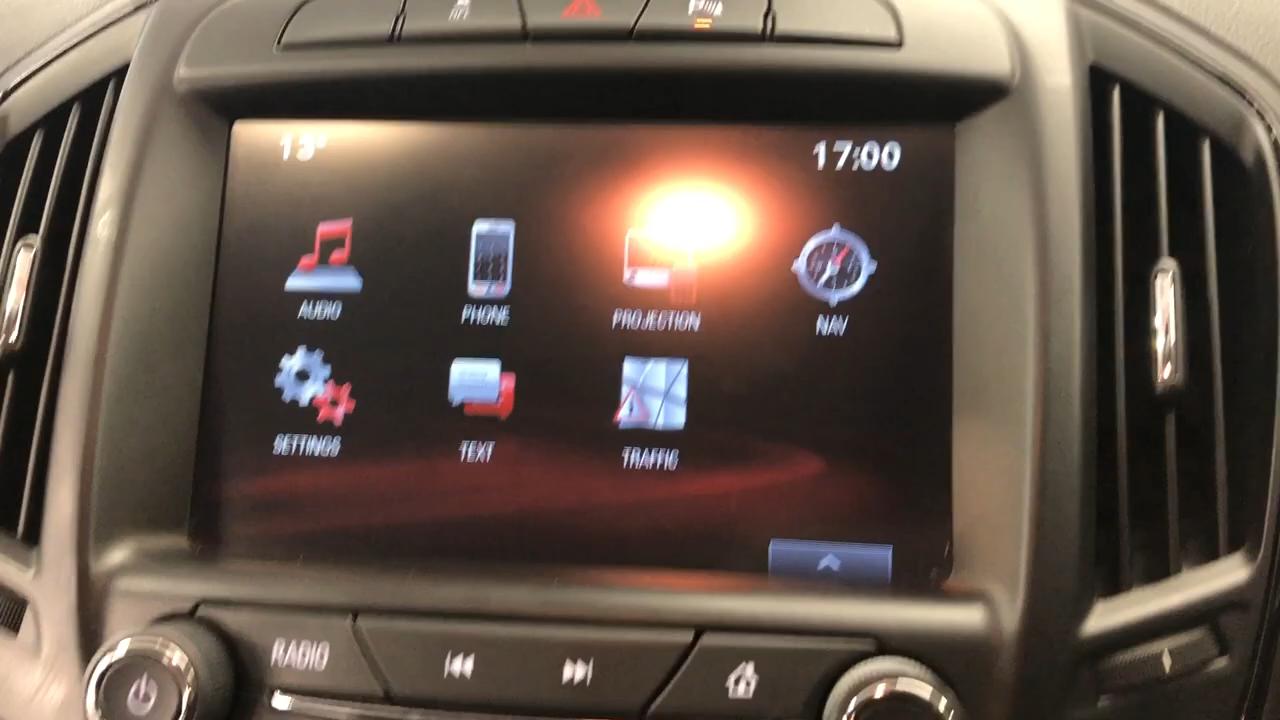 13°
17:00
AUDIO
PHONE
PROJECTION
NAV
SETTINGS
TEXT
TRAFFIC
RADIO